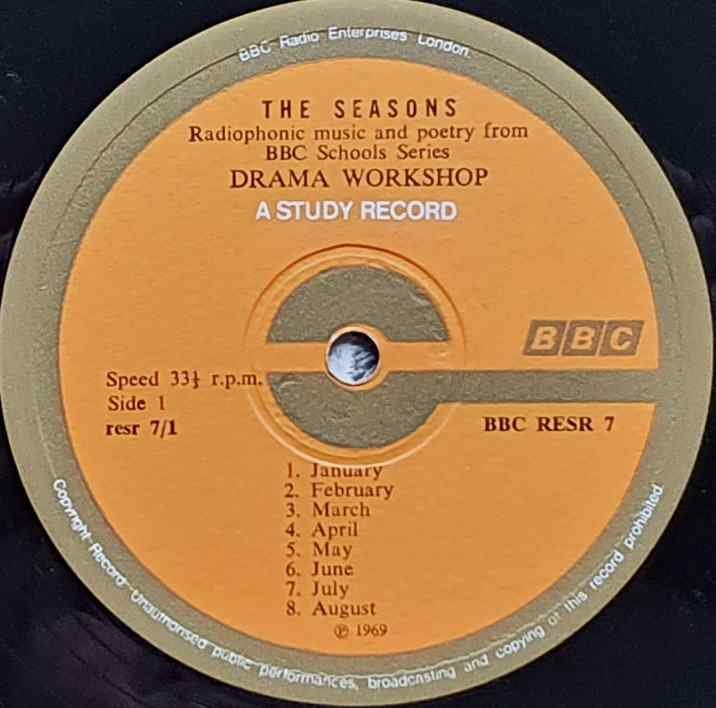 BBC Radio Enterprises London.
THE SEASONS
Radiophonic music and poetry from
BBC Schools Series
DRAMA WORKSHOP
A STUDY RECORD
BBC
Speed 33⅓ r.p.m.
Side 1
resr 7/1
BBC RESR 7
1. January
2. February
3. March
4. April
5. May
6. June
7. July
8. August
℗ 1969
Copyright Record. Unauthorised public performances, broadcasting and copying of this record prohibited.